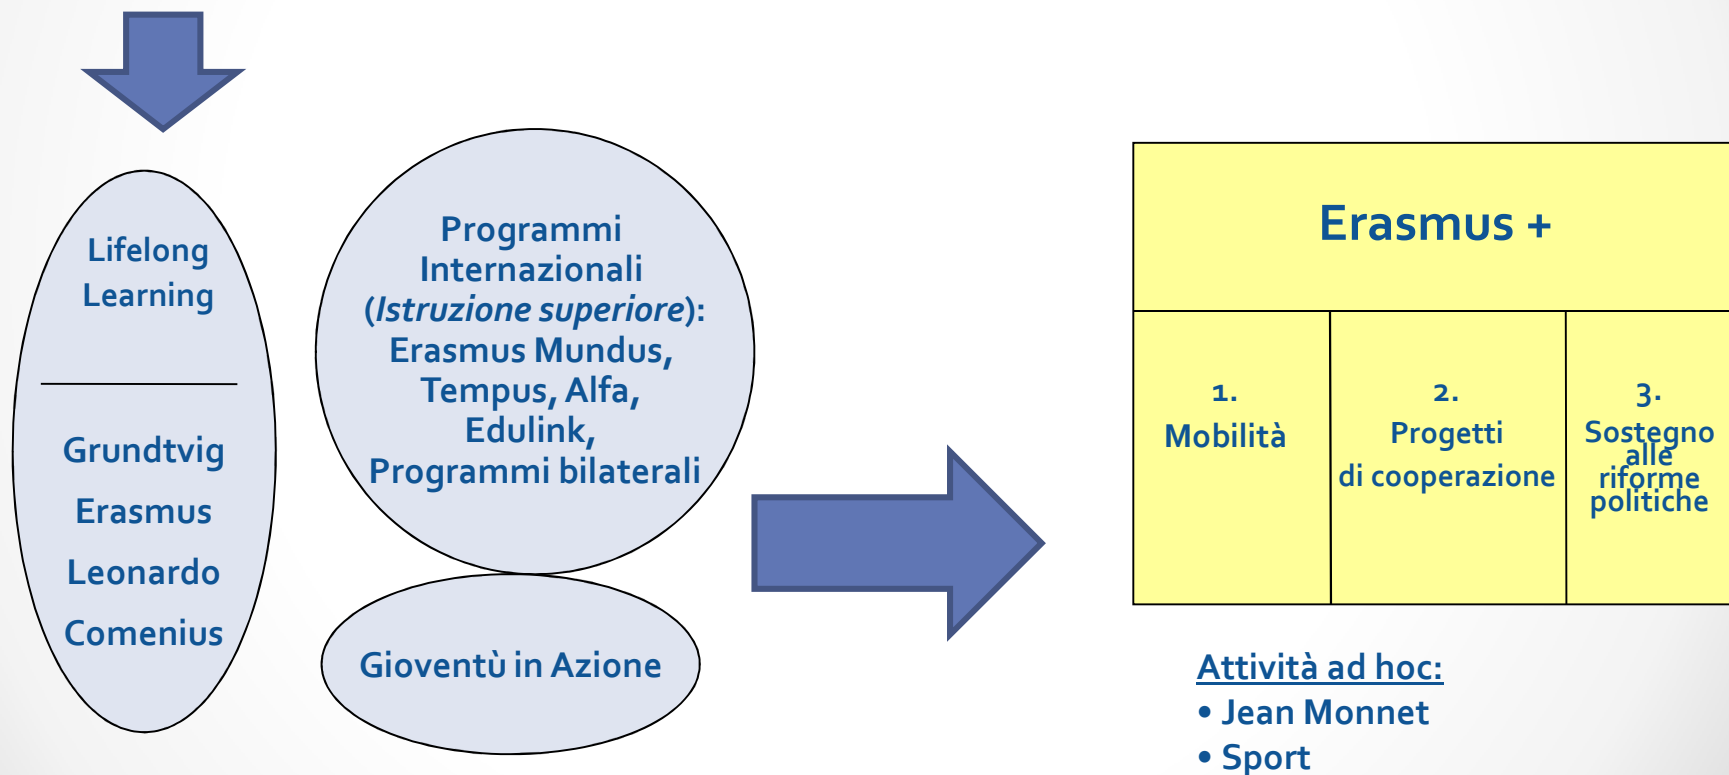 Lifelong
Learning
Grundtvig
Erasmus
Leonardo
Comenius
Programmi
Internazionali
(Istruzione superiore):
Erasmus Mundus,
Tempus, Alfa,
Edulink,
Programmi bilaterali
Gioventù in Azione
Erasmus +
1.
Mobilità
2.
Progetti
di cooperazione
3.
Sostegno
alle
riforme
politiche
Attività ad hoc:
• Jean Monnet
• Sport